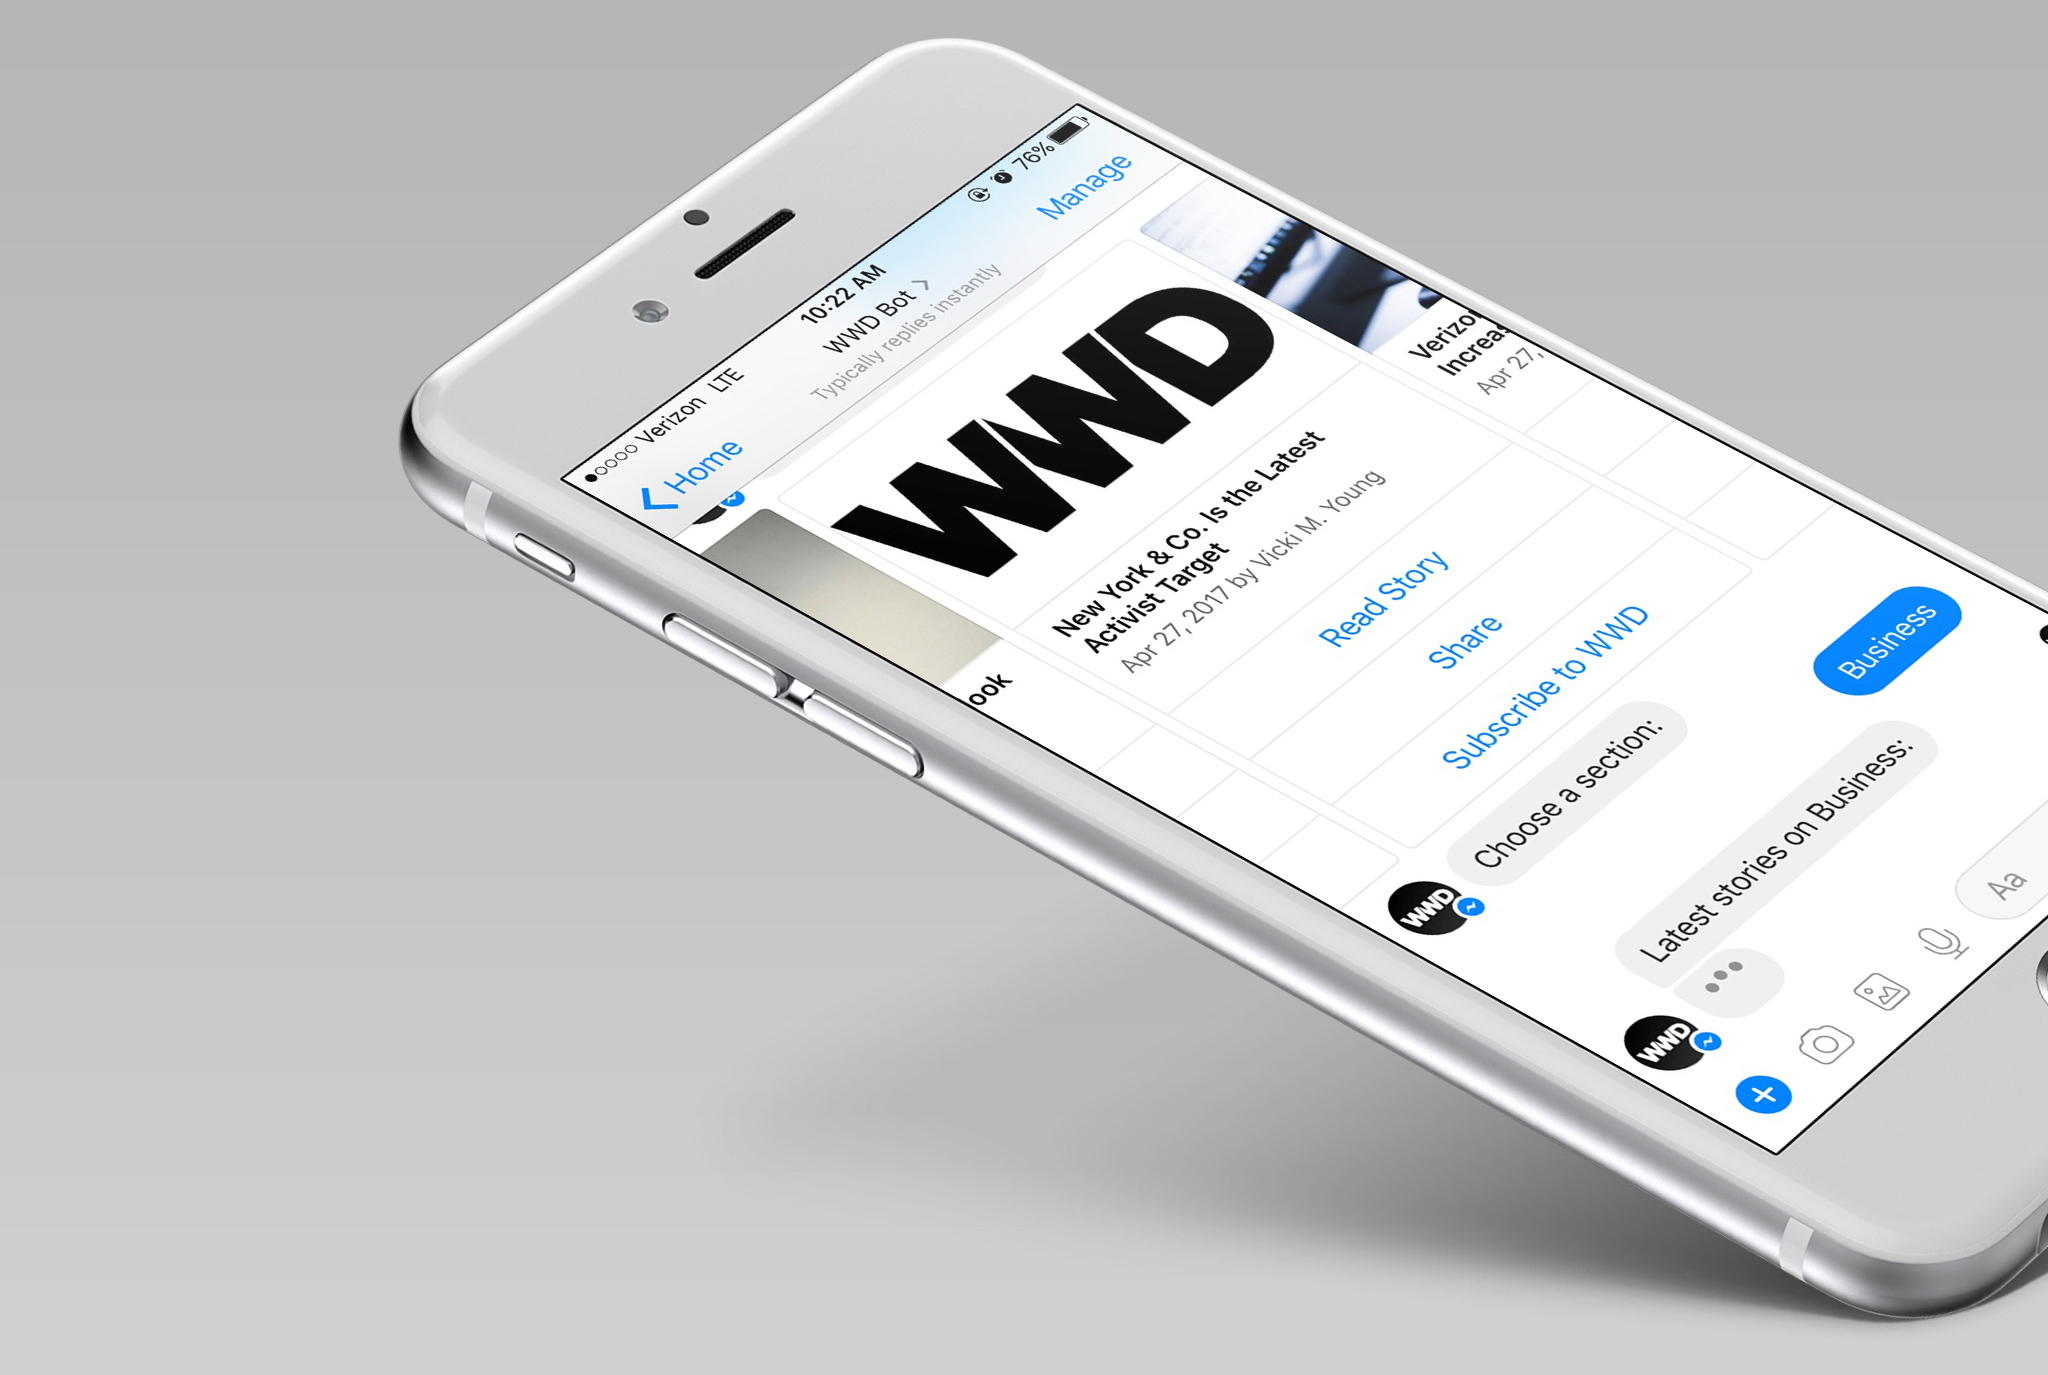 Verizon LTE 10:22 AM 76%
Home WWD Bot Manage
Typically replies instantly
WWD
New York & Co. Is the Latest
Activist Target
Apr 27, 2017 by Vicki M. Young
Read Story
Share
Subscribe to WWD
ook
Verizo
Increas
Apr 27,
Business
Choose a section:
WWD
Latest stories on Business:
WWD
Aa